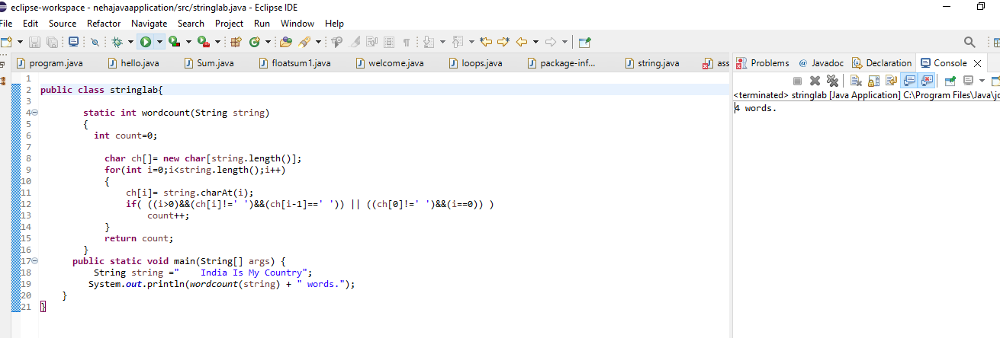 eclipse-workspace - nehajavaapplication/src/stringlab.java - Eclipse IDE
File Edit Source Refactor Navigate Search Project Run Window Help
program.java hello.java Sum.java floatsum1.java welcome.java loops.java package-inf... string.java ass
Problems @ Javadoc Declaration Console
<terminated> stringlab [Java Application] C:\Program Files\Java\jd
4 words.
1
2 public class stringlab{
3
4 static int wordcount(String string)
5 {
6 int count=0;
7
8 char ch[]= new char[string.length()];
9 for(int i=0;i<string.length();i++)
10 {
11 ch[i]= string.charAt(i);
12 if( ((i>0)&&(ch[i]!=' ')&&(ch[i-1]==' ')) || ((ch[0]!=' ')&&(i==0)) )
13 count++;
14 }
15 return count;
16 }
17 public static void main(String[] args) {
18 String string ="    India Is My Country";
19 System.out.println(wordcount(string) + " words.");
20 }
21 }